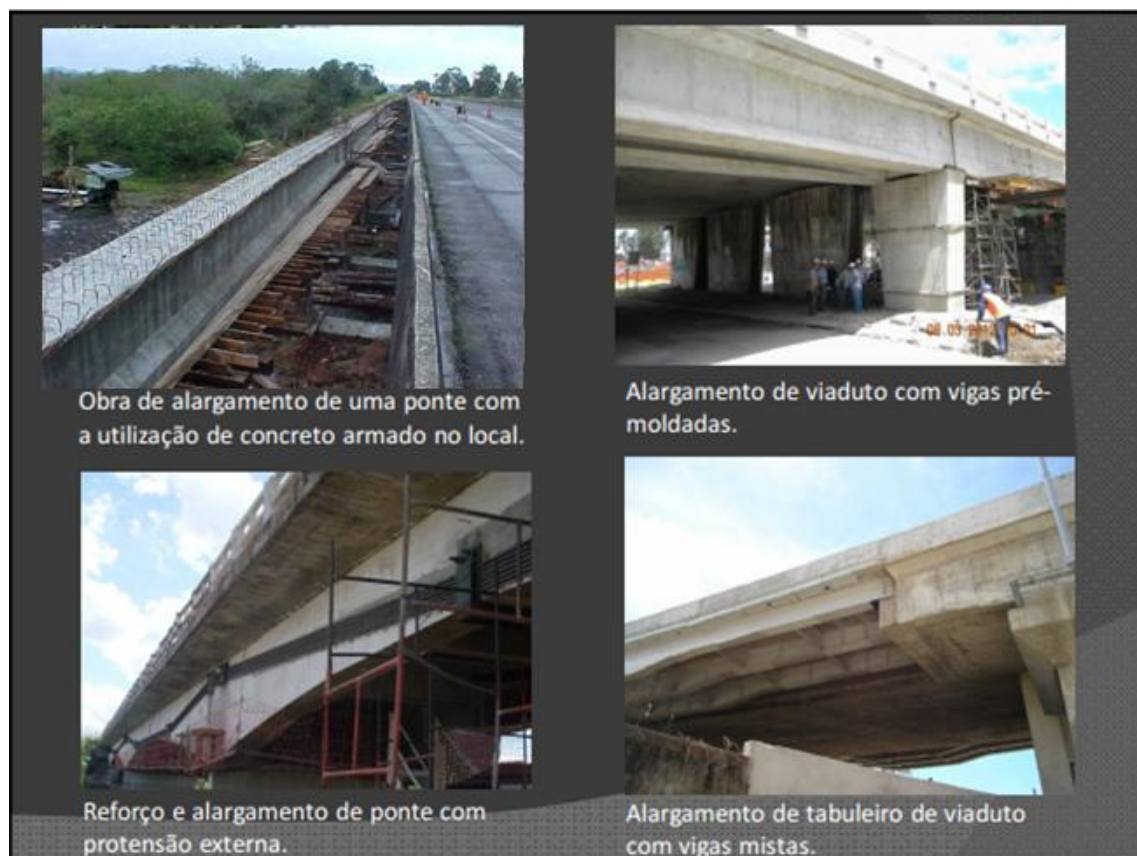 Obra de alargamento de uma ponte com
a utilização de concreto armado no local.
Alargamento de viaduto com vigas pré-
moldadas.
Reforço e alargamento de ponte com
protensão externa.
Alargamento de tabuleiro de viaduto
com vigas mistas.